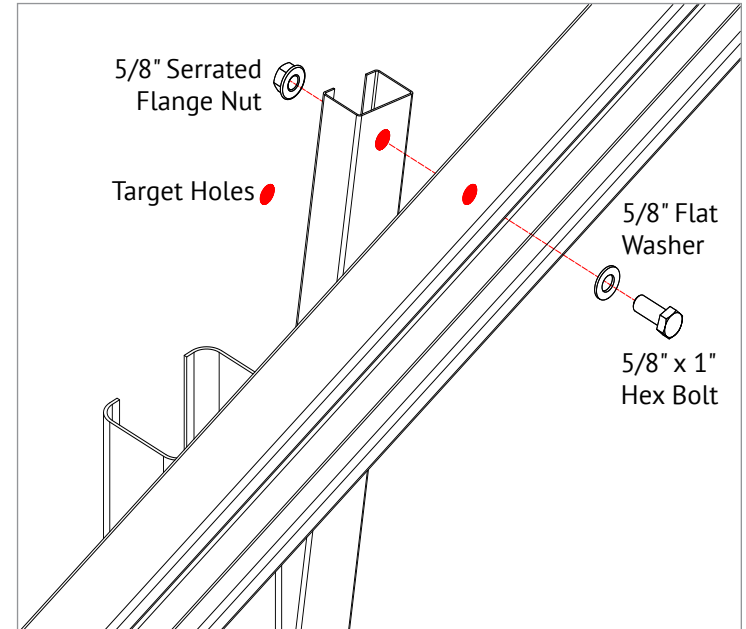 5/8" Serrated
Flange Nut
Target Holes
5/8" Flat
Washer
5/8" x 1"
Hex Bolt